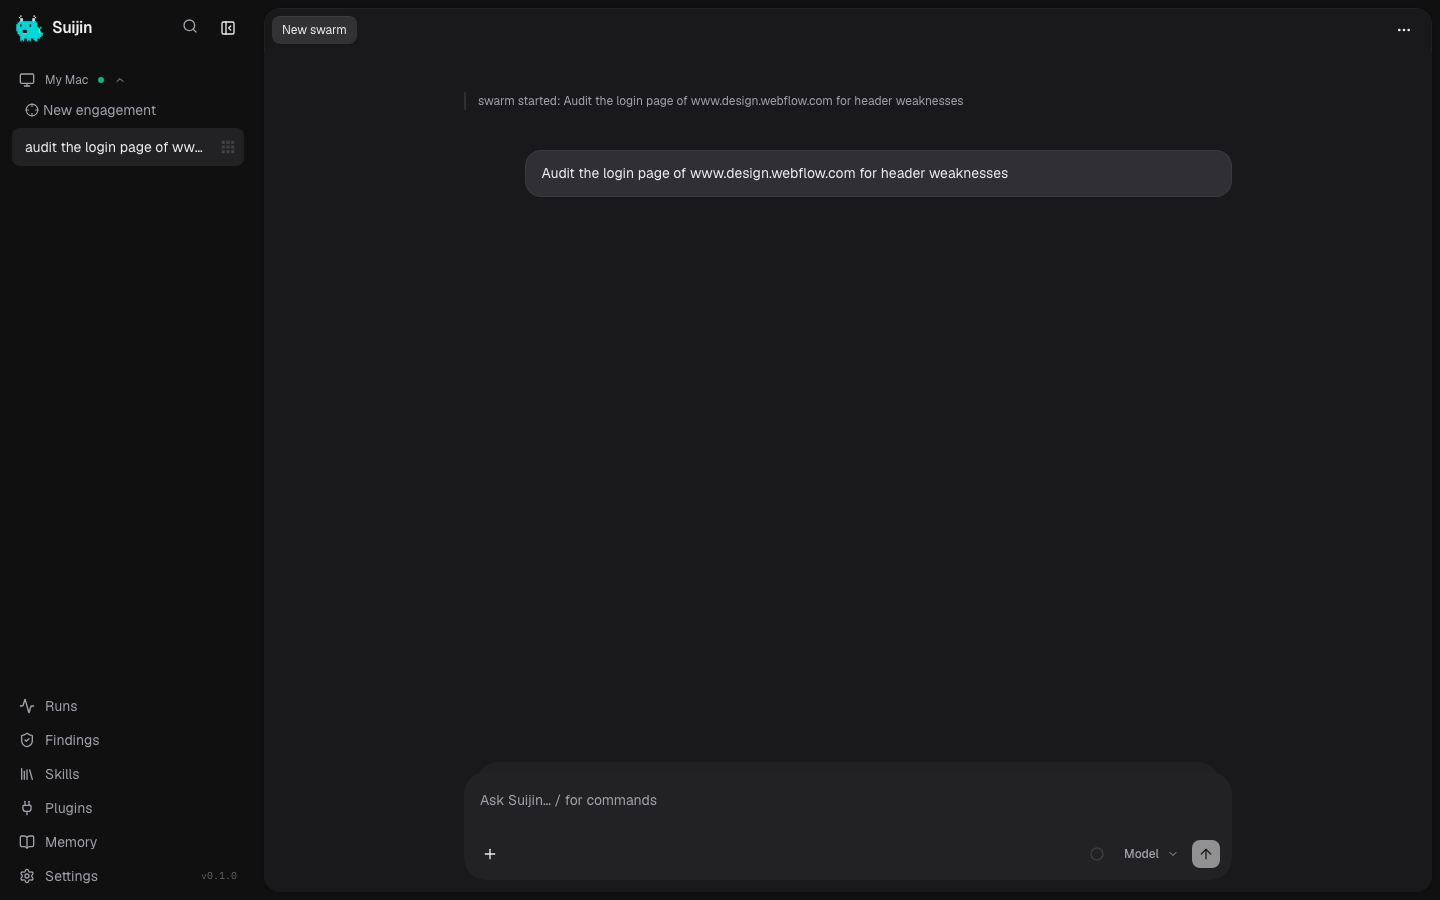 Suijin
New swarm
My Mac
New engagement
audit the login page of ww...
swarm started: Audit the login page of www.design.webflow.com for header weaknesses
Audit the login page of www.design.webflow.com for header weaknesses
Runs
Findings
Skills
Plugins
Memory
Settings
v0.1.0
Ask Suijin... / for commands
Model